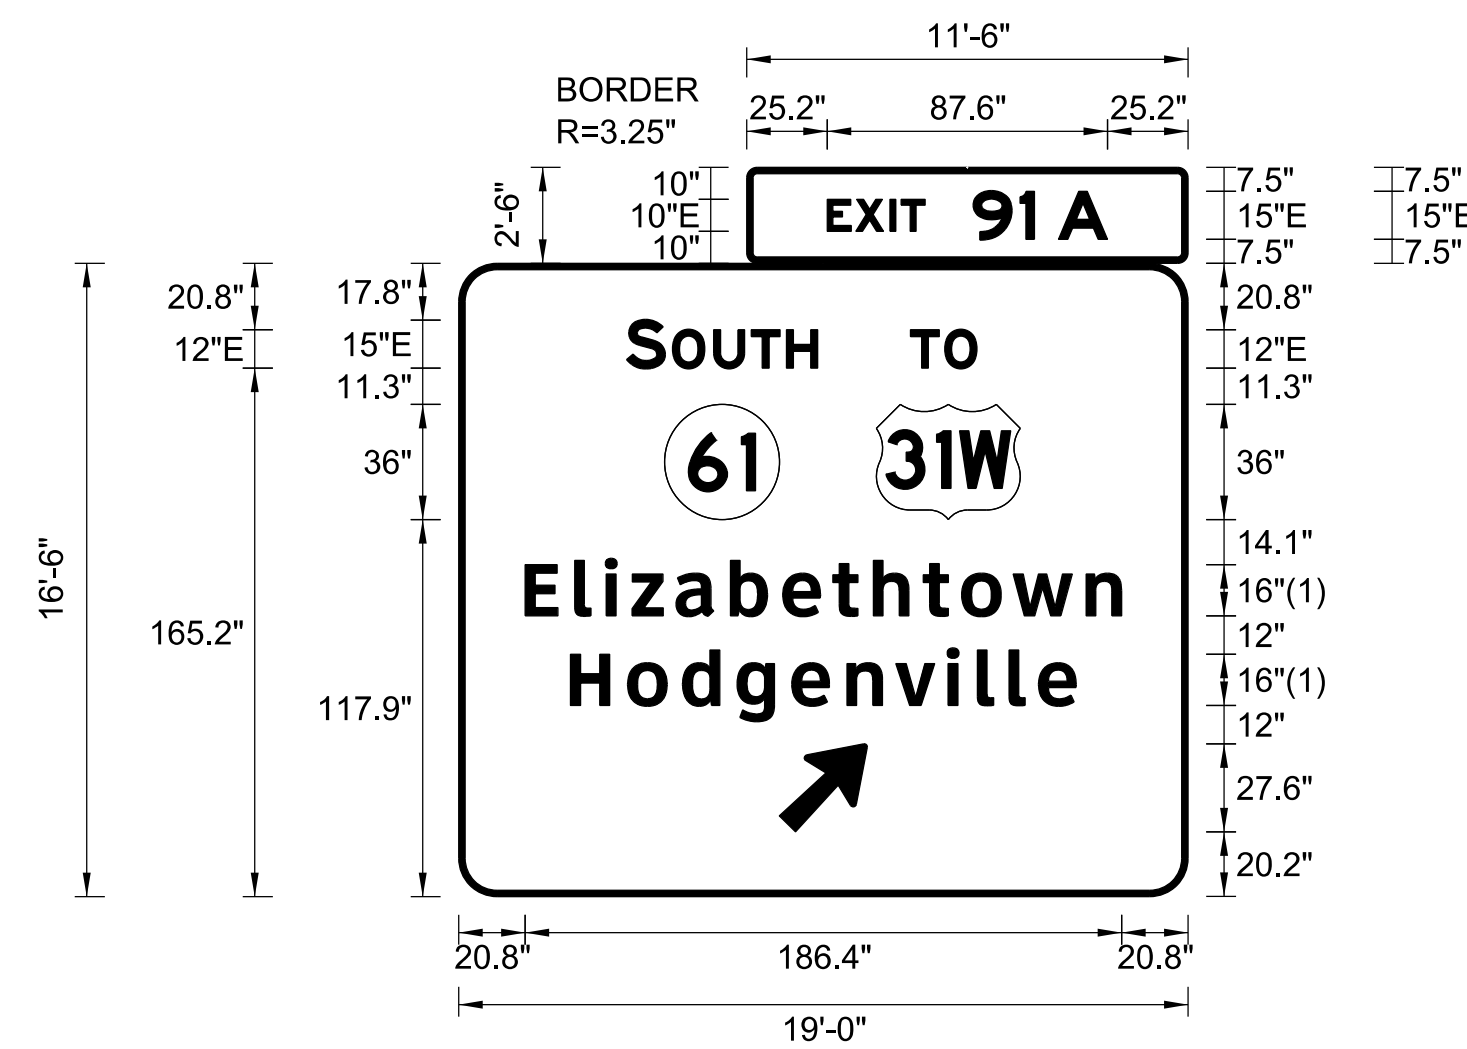 11'-6"
BORDER
R=3.25"
25.2" 87.6" 25.2"
2'-6"
10"
10"E
10"
EXIT 91 A
7.5"
15"E
7.5"
7.5"
15"E
7.5"
16'-6"
20.8"
12"E
165.2"
17.8"
15"E
11.3"
36"
117.9"
SOUTH TO
61 31W
Elizabethtown
Hodgenville
20.8"
12"E
11.3"
36"
14.1"
16"(1)
12"
16"(1)
12"
27.6"
20.2"
20.8" 186.4" 20.8"
19'-0"